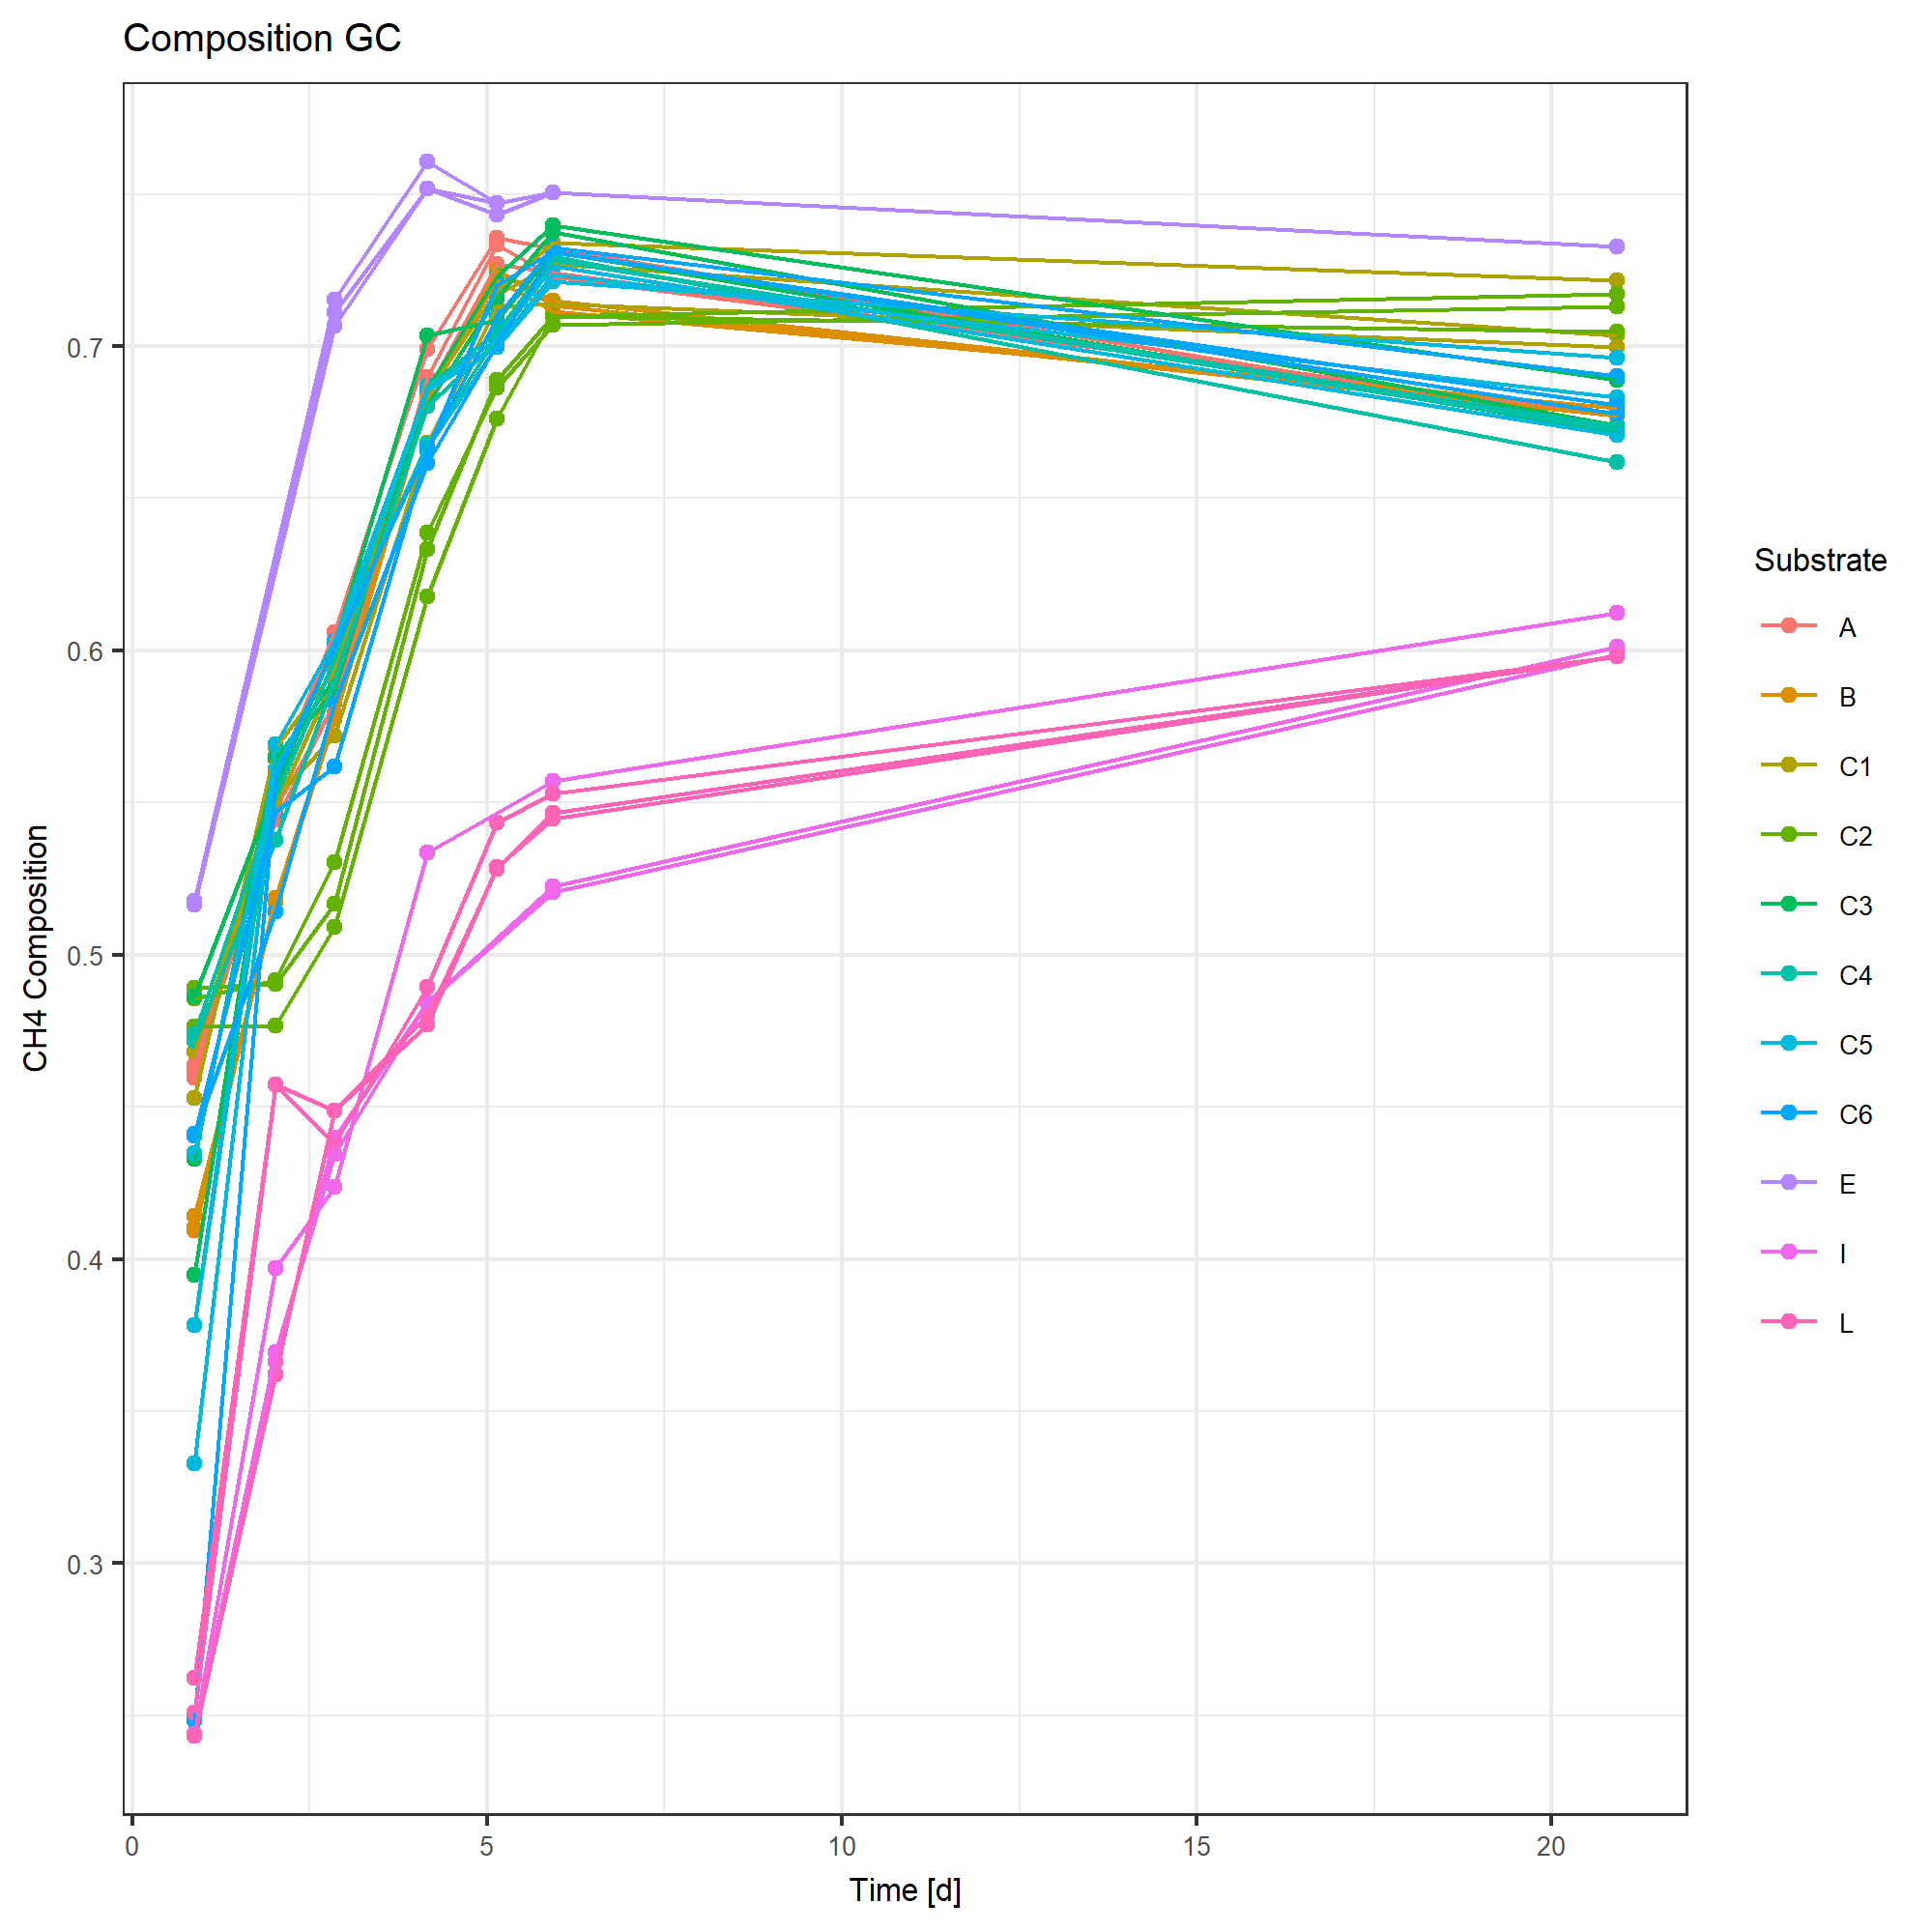 Composition GC
CH4 Composition
0.7
0.6
0.5
0.4
0.3
0
5
10
15
20
Time [d]
Substrate
A
B
C1
C2
C3
C4
C5
C6
E
I
L